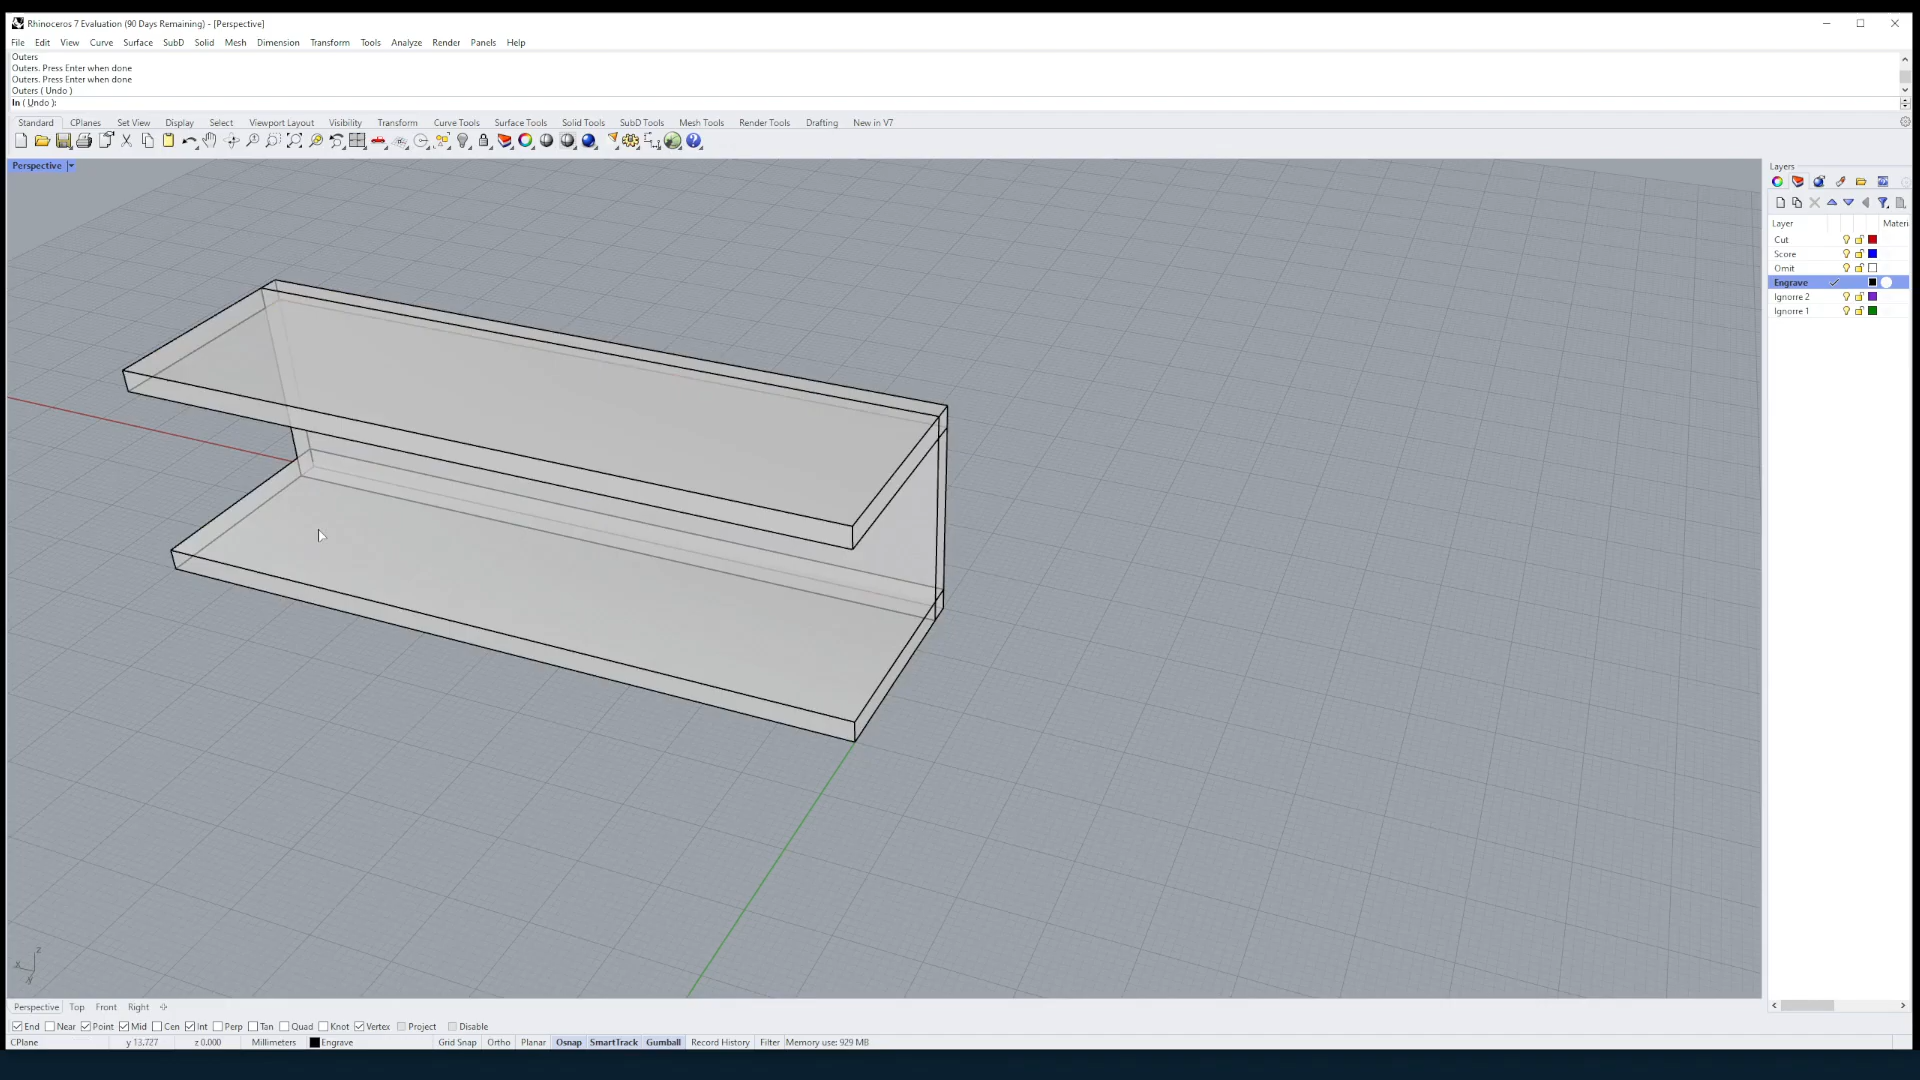 Rhinoceros 7 Evaluation (90 Days Remaining) - [Perspective]
File Edit View Curve Surface SubD Solid Mesh Dimension Transform Tools Analyze Render Panels Help
Outers
Outers. Press Enter when done
Outers. Press Enter when done
Outers ( Undo )
In ( Undo ):
Standard CPlanes Set View Display Select Viewport Layout Visibility Transform Curve Tools Surface Tools Solid Tools SubD Tools Mesh Tools Render Tools Drafting New in V7
Perspective
Layers
Layer Materi
Cut
Score
Omit
Engrave
Ignorre 2
Ignorre 1
z
x
y
Perspective Top Front Right
End Near Point Mid Cen Int Perp Tan Quad Knot Vertex Project Disable
CPlane y 13.727 z 0.000 Millimeters Engrave Grid Snap Ortho Planar Osnap SmartTrack Gumball Record History Filter Memory use: 929 MB